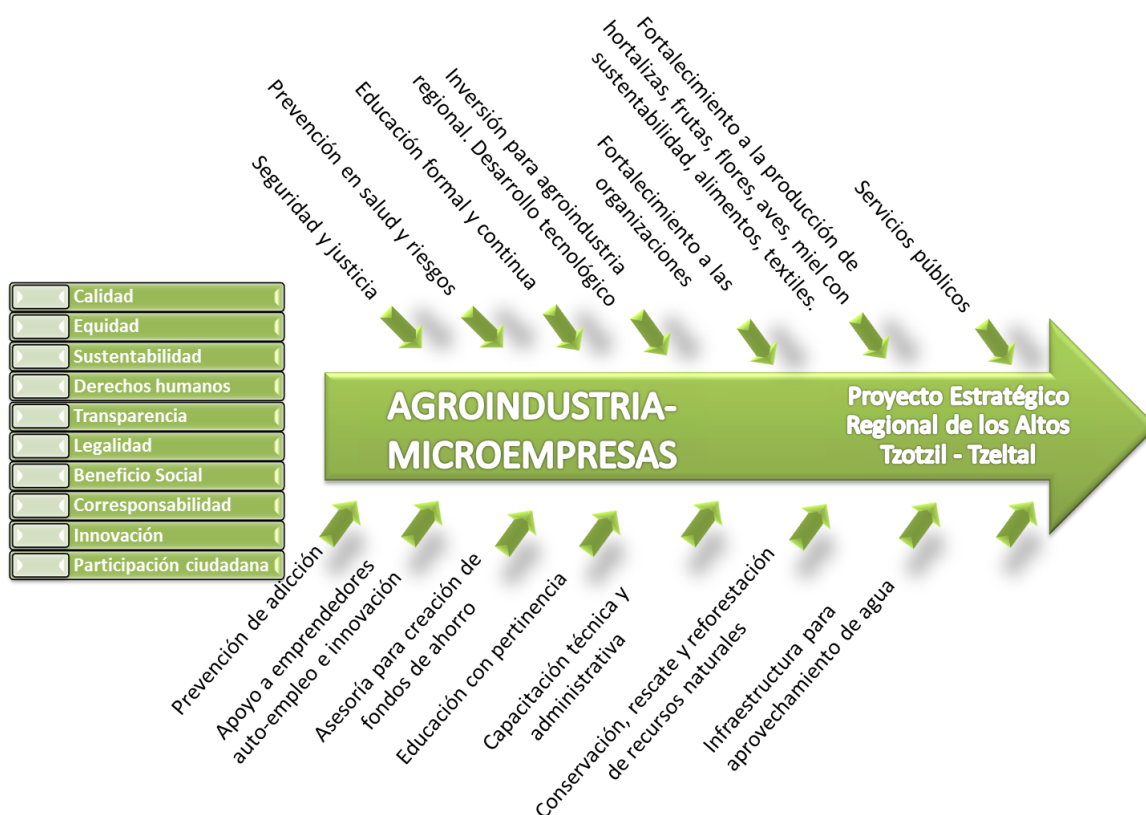 Calidad
Equidad
Sustentabilidad
Derechos humanos
Transparencia
Legalidad
Beneficio Social
Corresponsabilidad
Innovación
Participación ciudadana
Seguridad y justicia
Prevención en salud y riesgos
Educación formal y continua
Inversión para agroindustria
regional. Desarrollo tecnológico
Fortalecimiento a las
organizaciones
Fortalecimiento a la producción de
hortalizas, frutas, flores, aves, miel con
sustentabilidad, alimentos, textiles.
Servicios públicos
AGROINDUSTRIA-
MICROEMPRESAS
Proyecto Estratégico
Regional de los Altos
Tzotzil - Tzeltal
Prevención de adicción
Apoyo a emprendedores
auto-empleo e innovación
Asesoría para creación de
fondos de ahorro
Educación con pertinencia
Capacitación técnica y
administrativa
Conservación, rescate y reforestación
de recursos naturales
Infraestructura para
aprovechamiento de agua